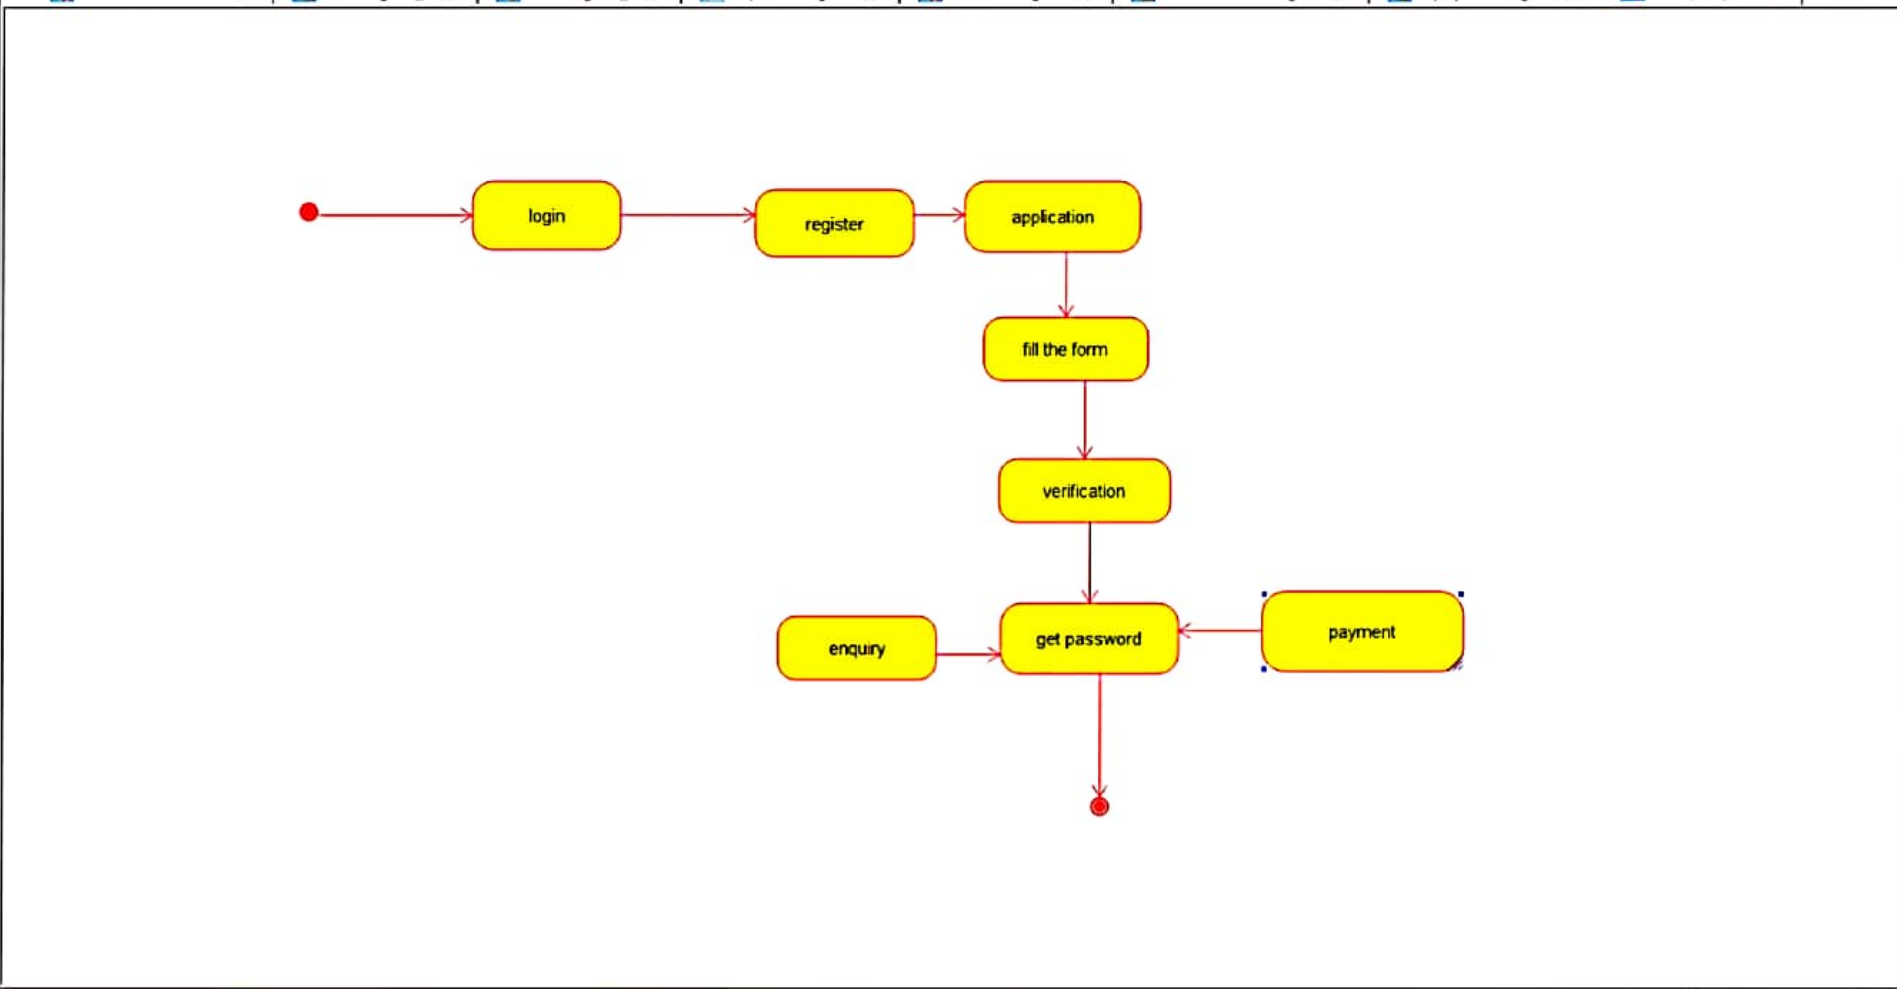 login
register
application
fill the form
verification
enquiry
get password
payment